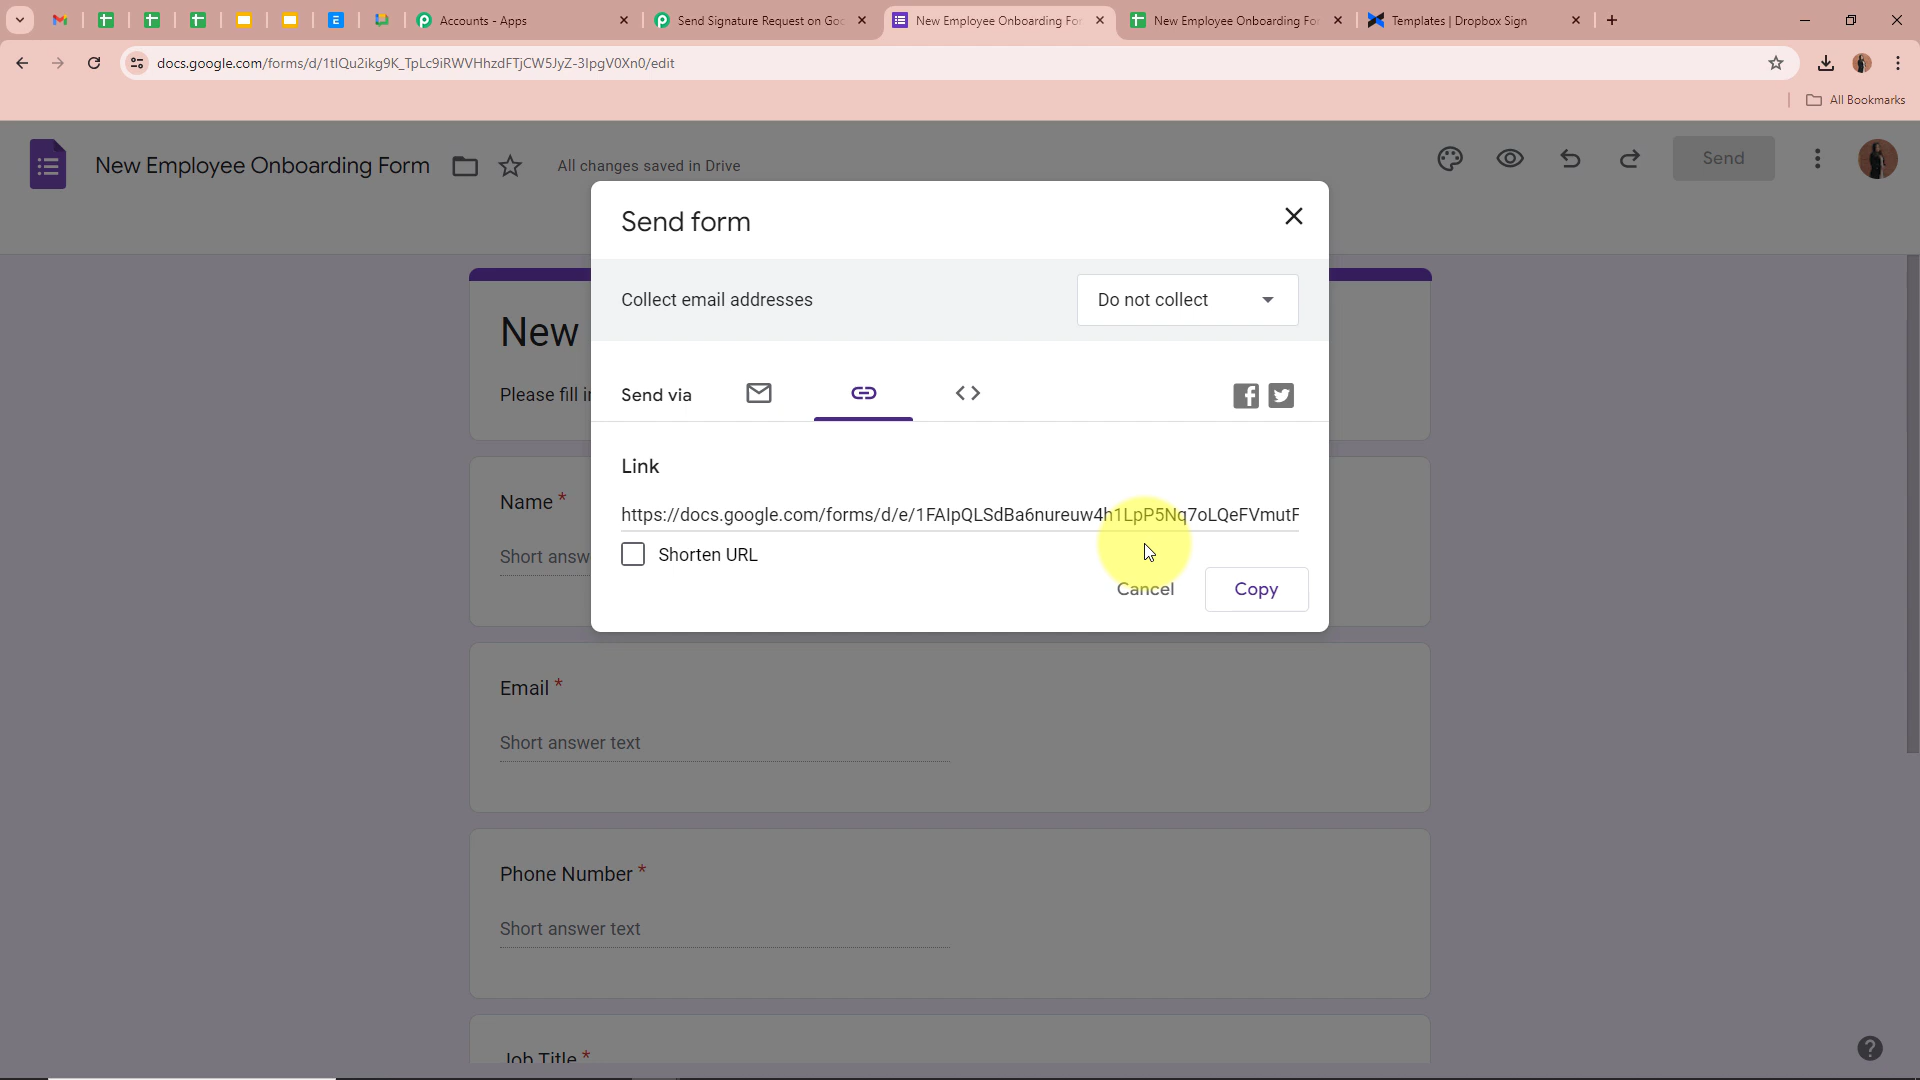 Accounts - Apps
Send Signature Request on Goo
New Employee Onboarding For
New Employee Onboarding For
Templates | Dropbox Sign
docs.google.com/forms/d/1tlQu2ikg9K_TpLc9iRWVHhzdFTjCW5JyZ-3lpgV0Xn0/edit
All Bookmarks
New Employee Onboarding Form
All changes saved in Drive
Send
Send form
Collect email addresses
Do not collect
New
Please fill i
Send via
Link
Name *
https://docs.google.com/forms/d/e/1FAIpQLSdBa6nureuw4h1LpP5Nq7oLQeFVmutF
Short answ
Shorten URL
Cancel
Copy
Email *
Short answer text
Phone Number *
Short answer text
Job Title *